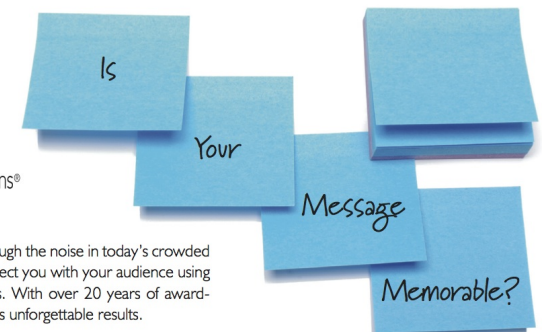 Is
Your
Message
Memorable?
ns®
ugh the noise in today's crowded
ect you with your audience using
s. With over 20 years of award-
s unforgettable results.